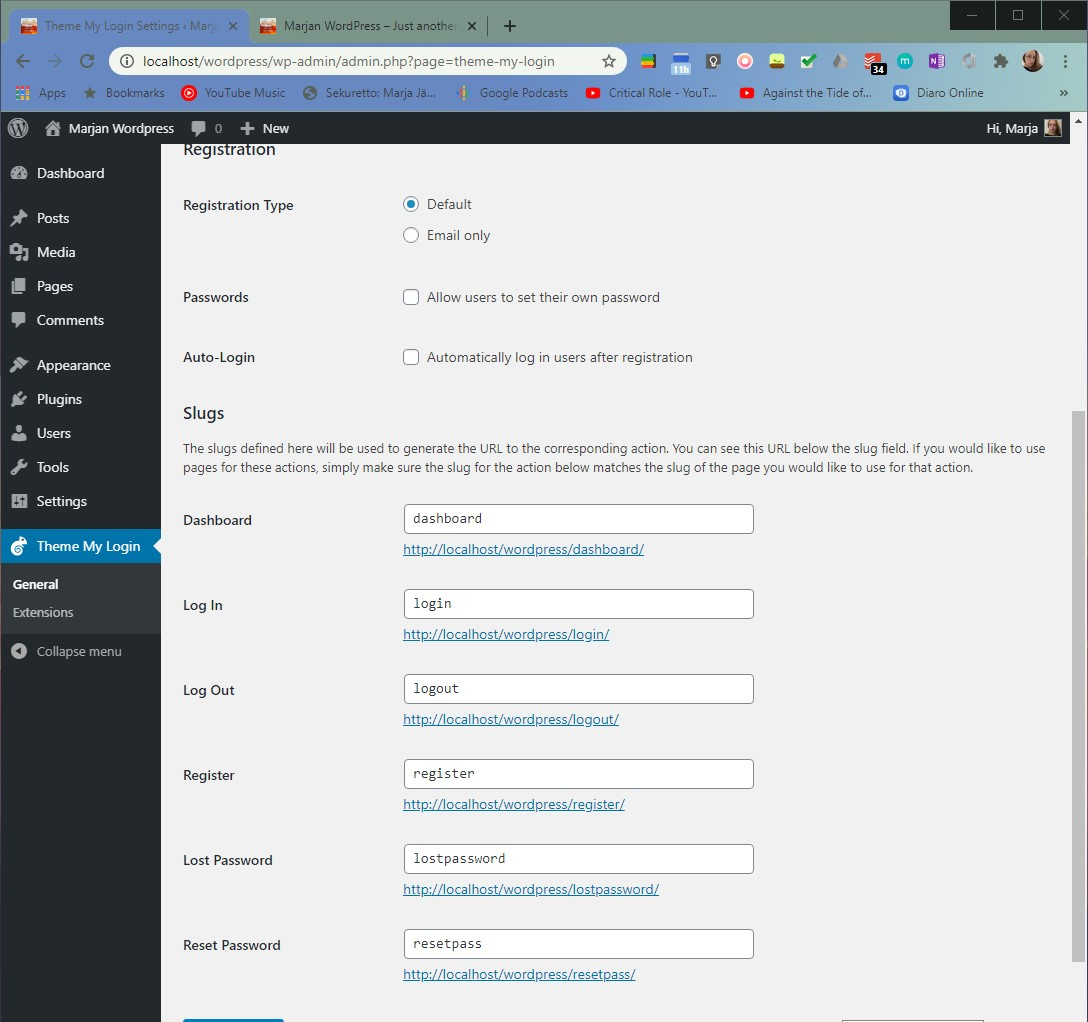 Theme My Login Settings ‹ Marja
Marjan WordPress – Just another
localhost/wordpress/wp-admin/admin.php?page=theme-my-login
11h
34
m
N
Apps
Bookmarks
YouTube Music
Sekuretto: Marja Jä...
Google Podcasts
Critical Role - YouT...
Against the Tide of...
Diaro Online
»
Marjan Wordpress
0
New
Hi, Marja
Dashboard
Posts
Media
Pages
Comments
Appearance
Plugins
Users
Tools
Settings
Theme My Login
General
Extensions
Collapse menu
Registration
Registration Type
Default
Email only
Passwords
Allow users to set their own password
Auto-Login
Automatically log in users after registration
Slugs
The slugs defined here will be used to generate the URL to the corresponding action. You can see this URL below the slug field. If you would like to use
pages for these actions, simply make sure the slug for the action below matches the slug of the page you would like to use for that action.
Dashboard
dashboard
http://localhost/wordpress/dashboard/
Log In
login
http://localhost/wordpress/login/
Log Out
logout
http://localhost/wordpress/logout/
Register
register
http://localhost/wordpress/register/
Lost Password
lostpassword
http://localhost/wordpress/lostpassword/
Reset Password
resetpass
http://localhost/wordpress/resetpass/